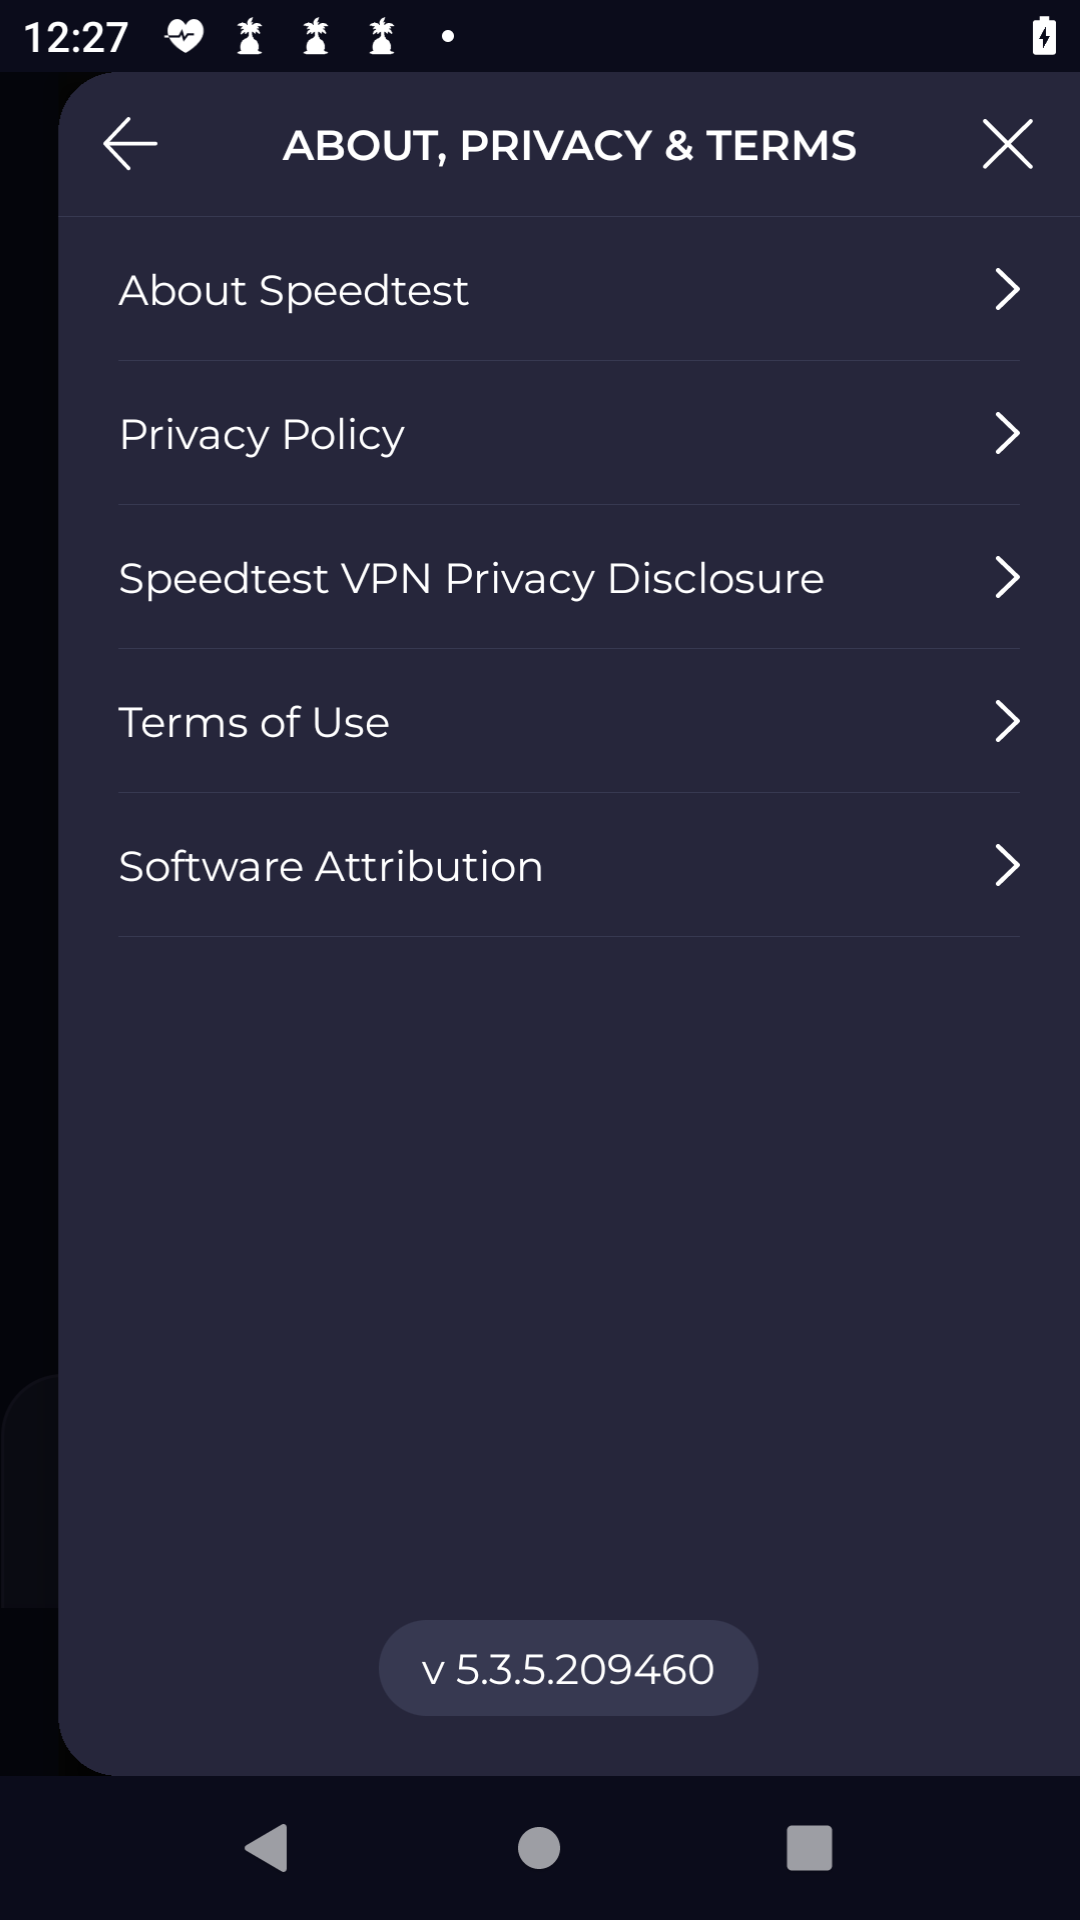 12:27
ABOUT, PRIVACY & TERMS
About Speedtest
Privacy Policy
Speedtest VPN Privacy Disclosure
Terms of Use
Software Attribution
v 5.3.5.209460